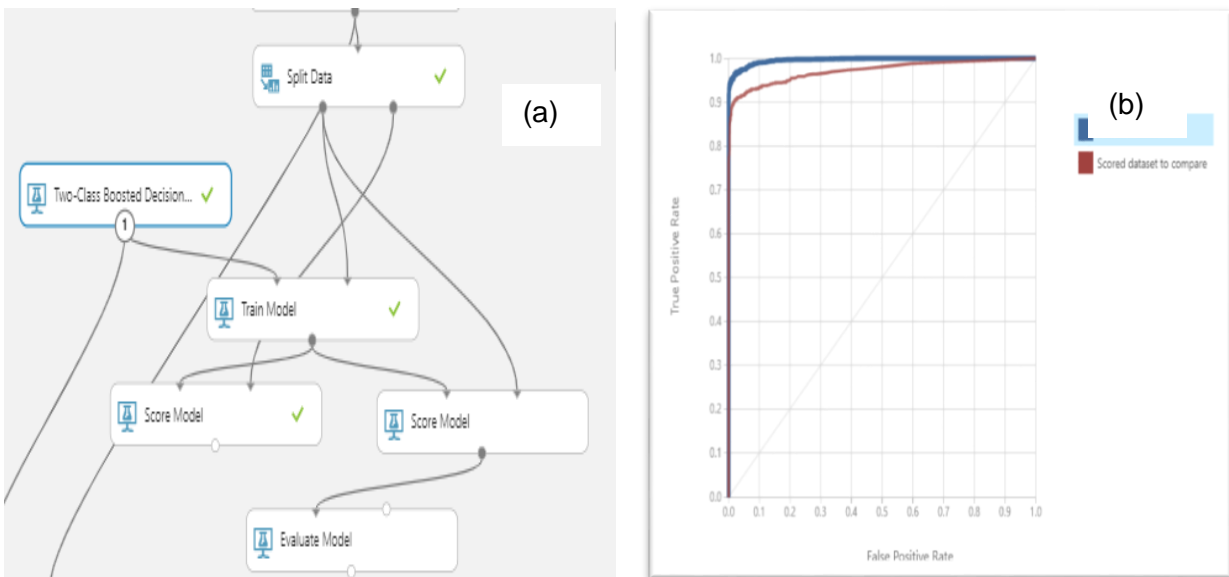 Split Data
(a)
Two-Class Boosted Decision...
1
Train Model
Score Model
Score Model
Evaluate Model
(b)
Scored dataset to compare
True Positive Rate
1.0
0.9
0.8
0.7
0.6
0.5
0.4
0.3
0.2
0.1
0.0
0.0 0.1 0.2 0.3 0.4 0.5 0.6 0.7 0.8 0.9 1.0
False Positive Rate